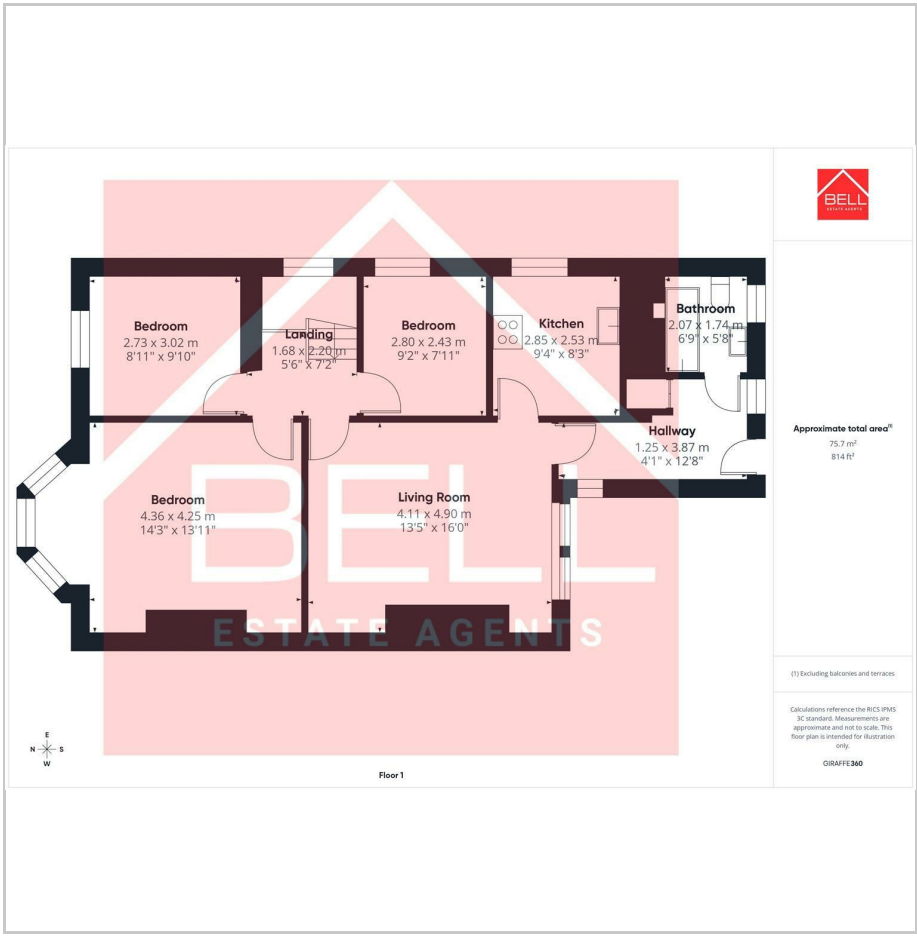 BELL
ESTATE AGENTS
Bedroom
2.73 x 3.02 m
8'11" x 9'10"
Landing
1.68 x 2.20 m
5'6" x 7'2"
Bedroom
2.80 x 2.43 m
9'2" x 7'11"
Kitchen
2.85 x 2.53 m
9'4" x 8'3"
Bathroom
2.07 x 1.74 m
6'9" x 5'8"
Hallway
1.25 x 3.87 m
4'1" x 12'8"
Bedroom
4.36 x 4.25 m
14'3" x 13'11"
Living Room
4.11 x 4.90 m
13'5" x 16'0"
BELL
ESTATE AGENTS
E
N S
W
Floor 1
Approximate total area(1)
75.7 m²
814 ft²
(1) Excluding balconies and terraces
Calculations reference the RICS IPMS
3C standard. Measurements are
approximate and not to scale. This
floor plan is intended for illustration
only.
GIRAFFE360